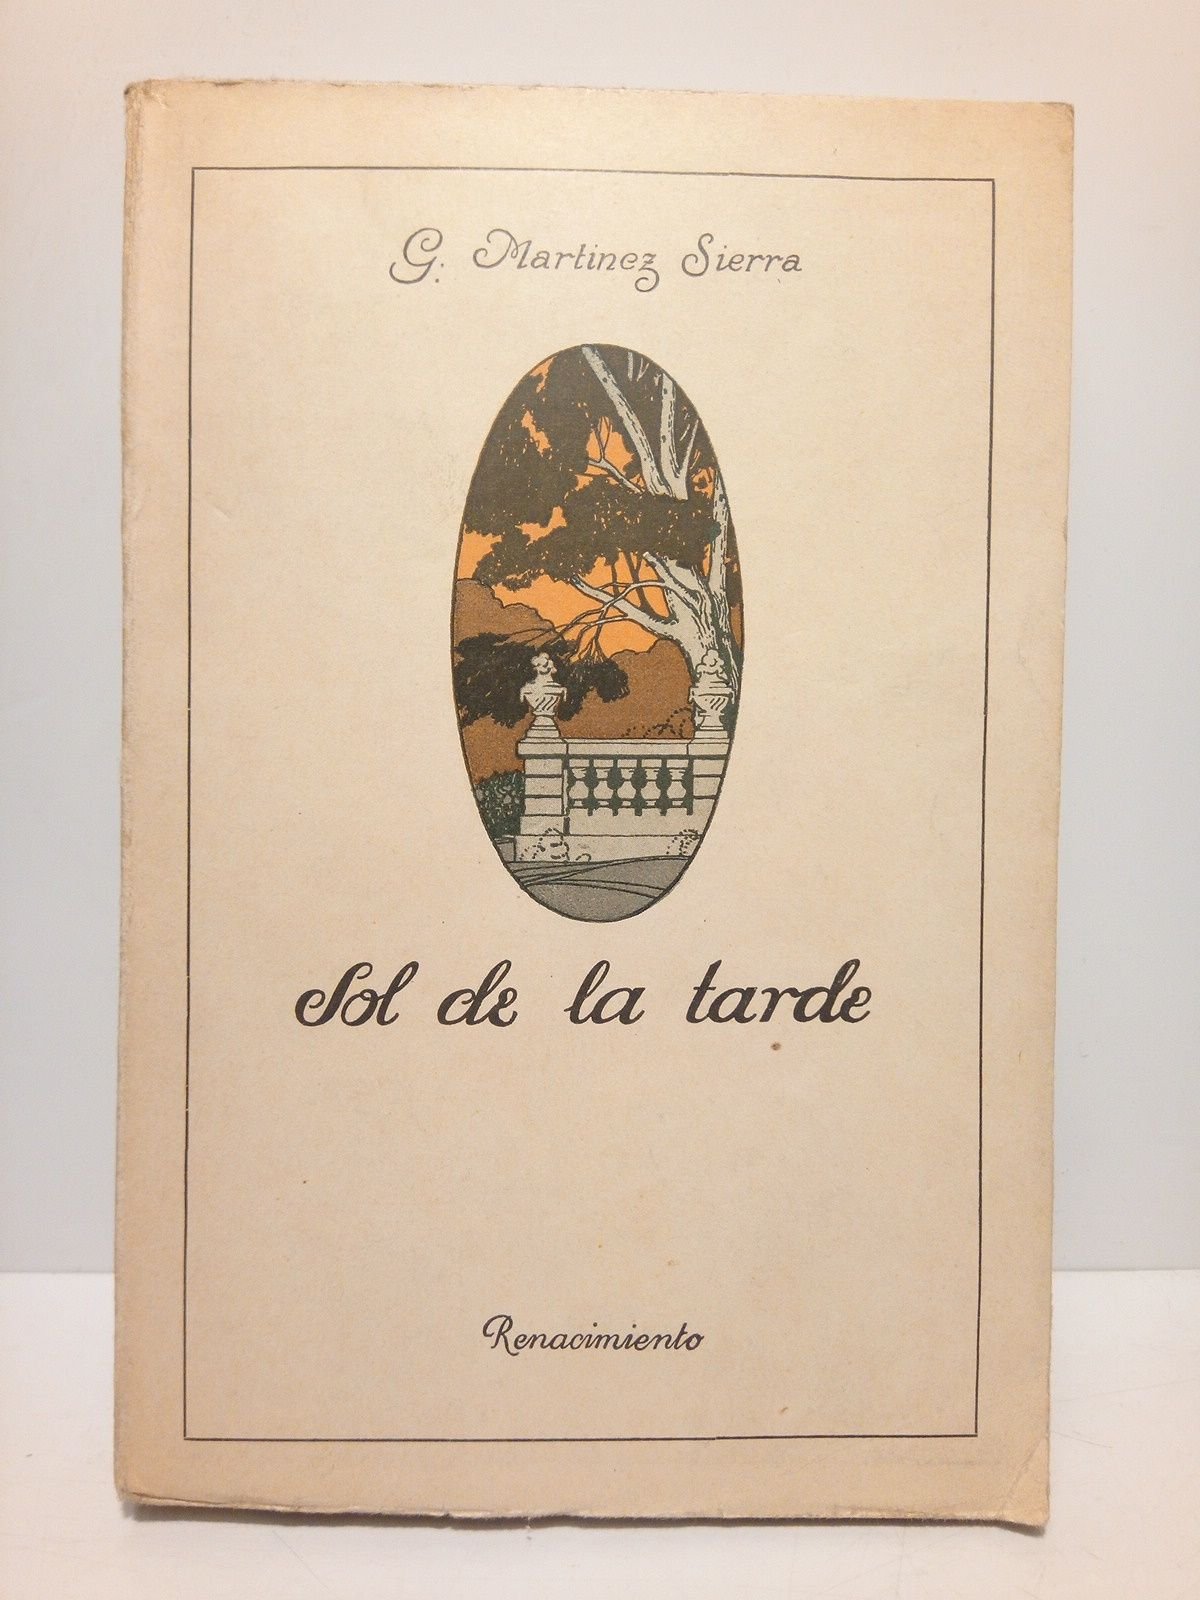 G. Martinez Sierra
Sol de la tarde
Renacimiento